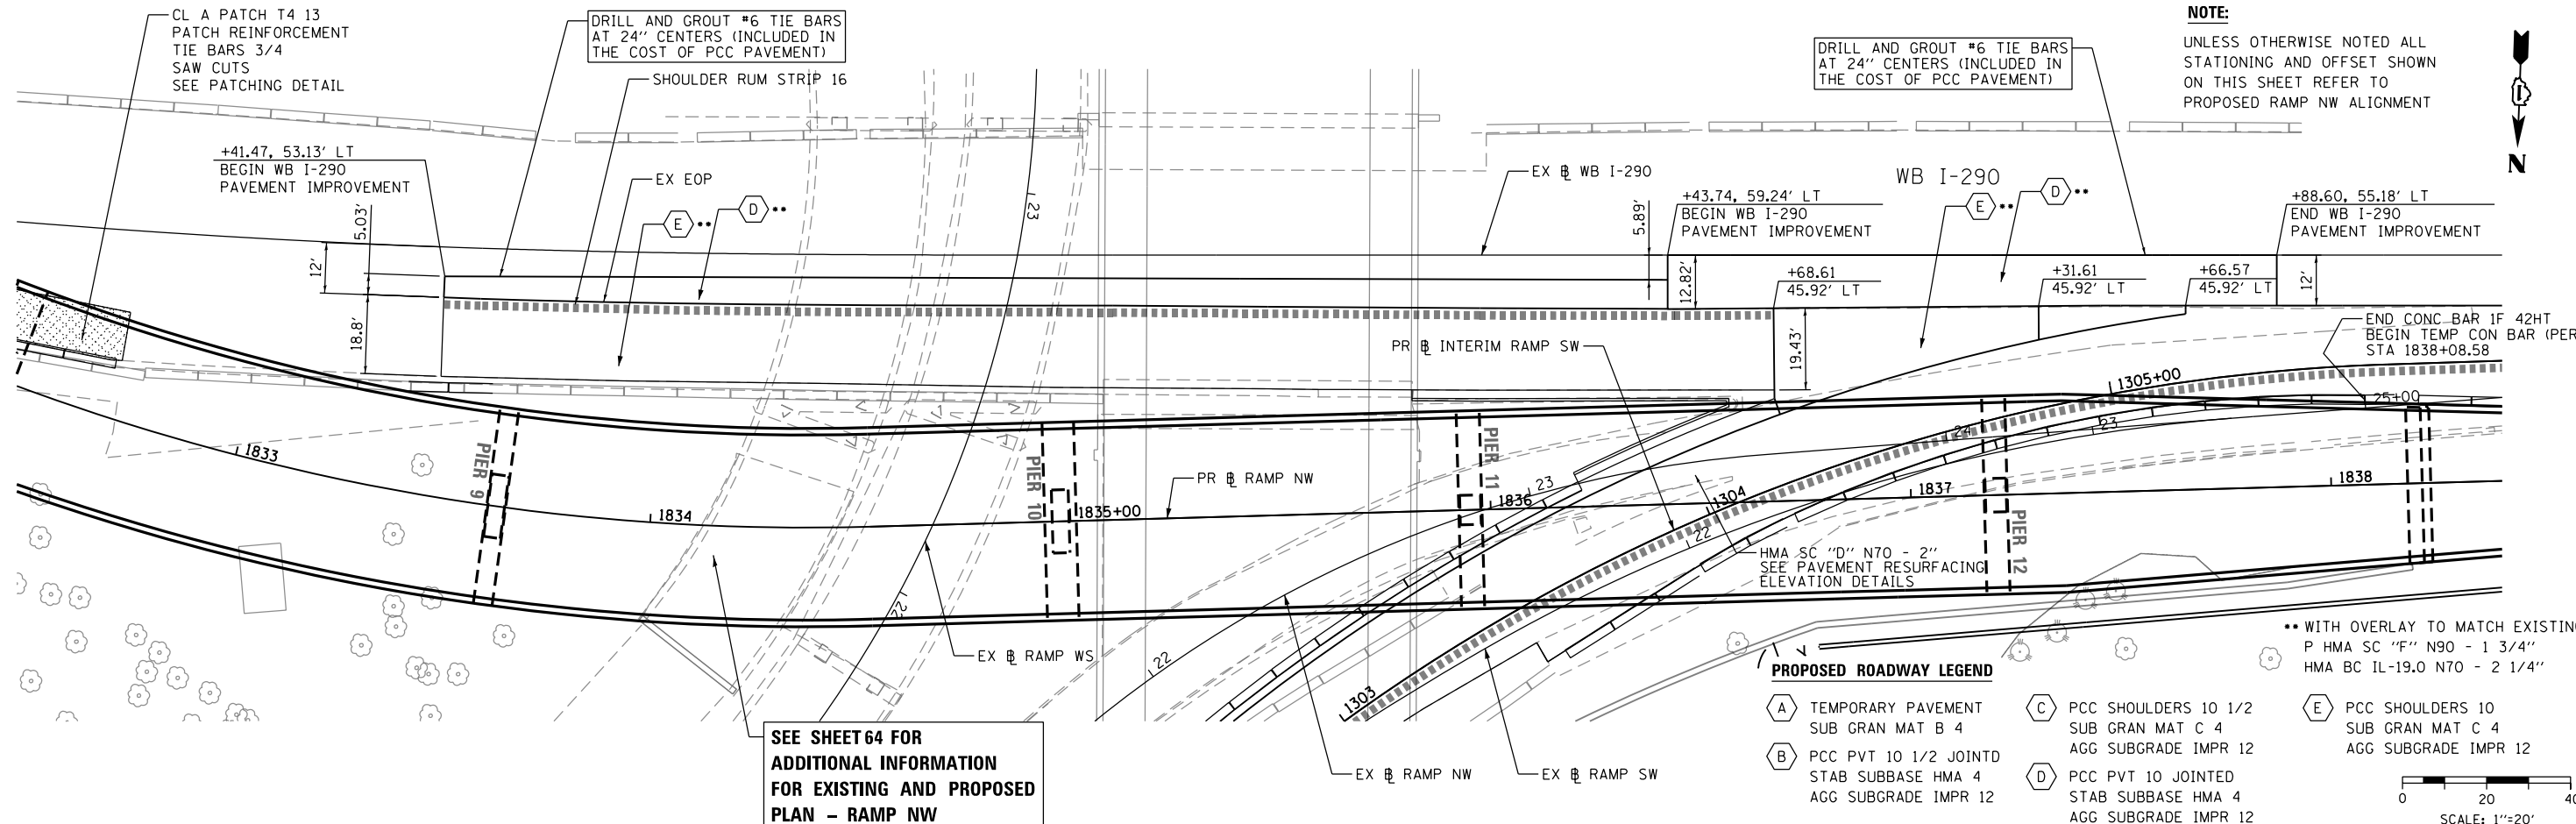 CL A PATCH T4 13
PATCH REINFORCEMENT
TIE BARS 3/4
SAW CUTS
SEE PATCHING DETAIL
DRILL AND GROUT #6 TIE BARS
AT 24'' CENTERS (INCLUDED IN
THE COST OF PCC PAVEMENT)
SHOULDER RUM STRIP 16
DRILL AND GROUT #6 TIE BARS
AT 24'' CENTERS (INCLUDED IN
THE COST OF PCC PAVEMENT)
NOTE:
UNLESS OTHERWISE NOTED ALL
STATIONING AND OFFSET SHOWN
ON THIS SHEET REFER TO
PROPOSED RAMP NW ALIGNMENT
N
+41.47, 53.13' LT
BEGIN WB I-290
PAVEMENT IMPROVEMENT
EX EOP
E **
D **
5.03'
12'
18.8'
23
EX BL WB I-290
WB I-290
E **
D **
5.89'
12.82'
+43.74, 59.24' LT
BEGIN WB I-290
PAVEMENT IMPROVEMENT
+88.60, 55.18' LT
END WB I-290
PAVEMENT IMPROVEMENT
+68.61
45.92' LT
+31.61
45.92' LT
+66.57
45.92' LT
12'
19.43'
PR BL INTERIM RAMP SW
END CONC BAR 1F 42HT
BEGIN TEMP CON BAR (PER
STA 1838+08.58
1305+00
25+00
24
23
1833
PIER 9
1834
PIER 10
1835+00
PR BL RAMP NW
PIER 11
1836
23
1304
22
1837
PIER 12
1838
HMA SC "D" N70 - 2"
SEE PAVEMENT RESURFACING
ELEVATION DETAILS
22
EX BL RAMP WS
22
1303
EX BL RAMP NW
EX BL RAMP SW
SEE SHEET 64 FOR
ADDITIONAL INFORMATION
FOR EXISTING AND PROPOSED
PLAN - RAMP NW
** WITH OVERLAY TO MATCH EXISTING
P HMA SC "F" N90 - 1 3/4"
HMA BC IL-19.0 N70 - 2 1/4"
PROPOSED ROADWAY LEGEND
A TEMPORARY PAVEMENT
SUB GRAN MAT B 4
B PCC PVT 10 1/2 JOINTD
STAB SUBBASE HMA 4
AGG SUBGRADE IMPR 12
C PCC SHOULDERS 10 1/2
SUB GRAN MAT C 4
AGG SUBGRADE IMPR 12
D PCC PVT 10 JOINTED
STAB SUBBASE HMA 4
AGG SUBGRADE IMPR 12
E PCC SHOULDERS 10
SUB GRAN MAT C 4
AGG SUBGRADE IMPR 12
0 20 40
SCALE: 1"=20'